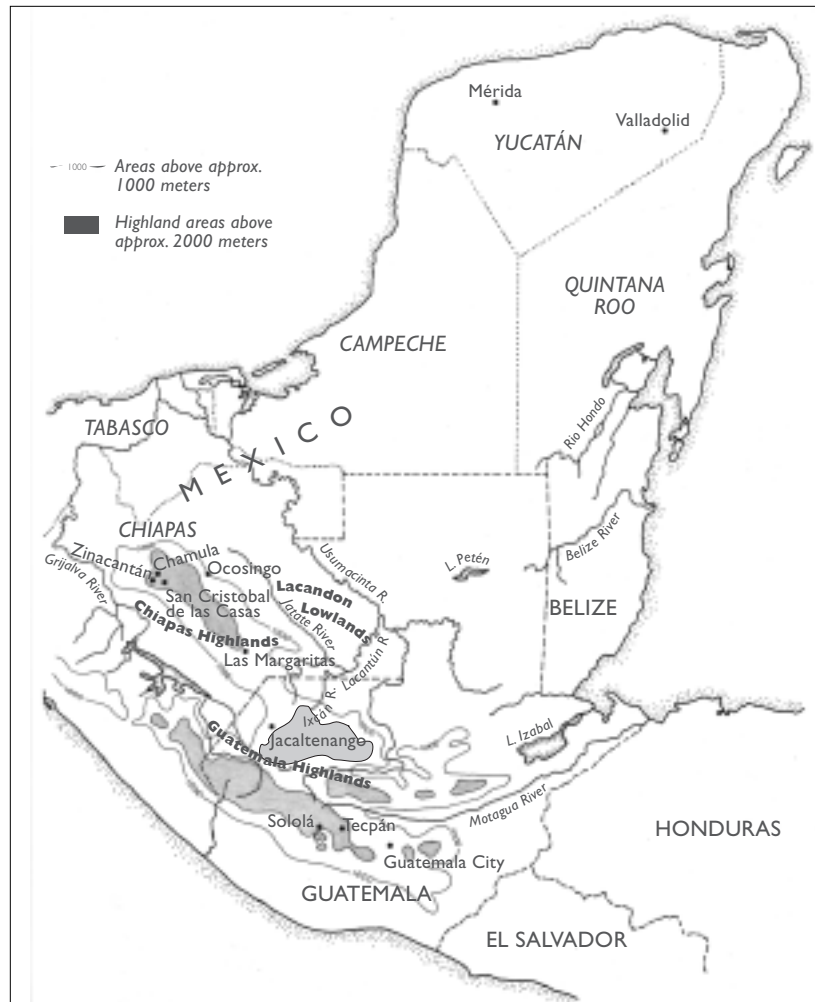 Mérida
Valladolid
YUCATÁN
1000
Areas above approx.
1000 meters
Highland areas above
approx. 2000 meters
QUINTANA
ROO
CAMPECHE
TABASCO
MEXICO
Rio Hondo
CHIAPAS
Chamula
Zinacantán
Ocosingo
Grijalva River
San Cristobal
de las Casas
Usumacinta R.
L. Petén
Belize River
BELIZE
Lacandon
Lowlands
Jatate River
Chiapas Highlands
Las Margaritas
Lacantún R.
Ixcán R.
Jacaltenango
L. Izabal
Guatemala Highlands
Motagua River
Sololá
Tecpán
HONDURAS
Guatemala City
GUATEMALA
EL SALVADOR